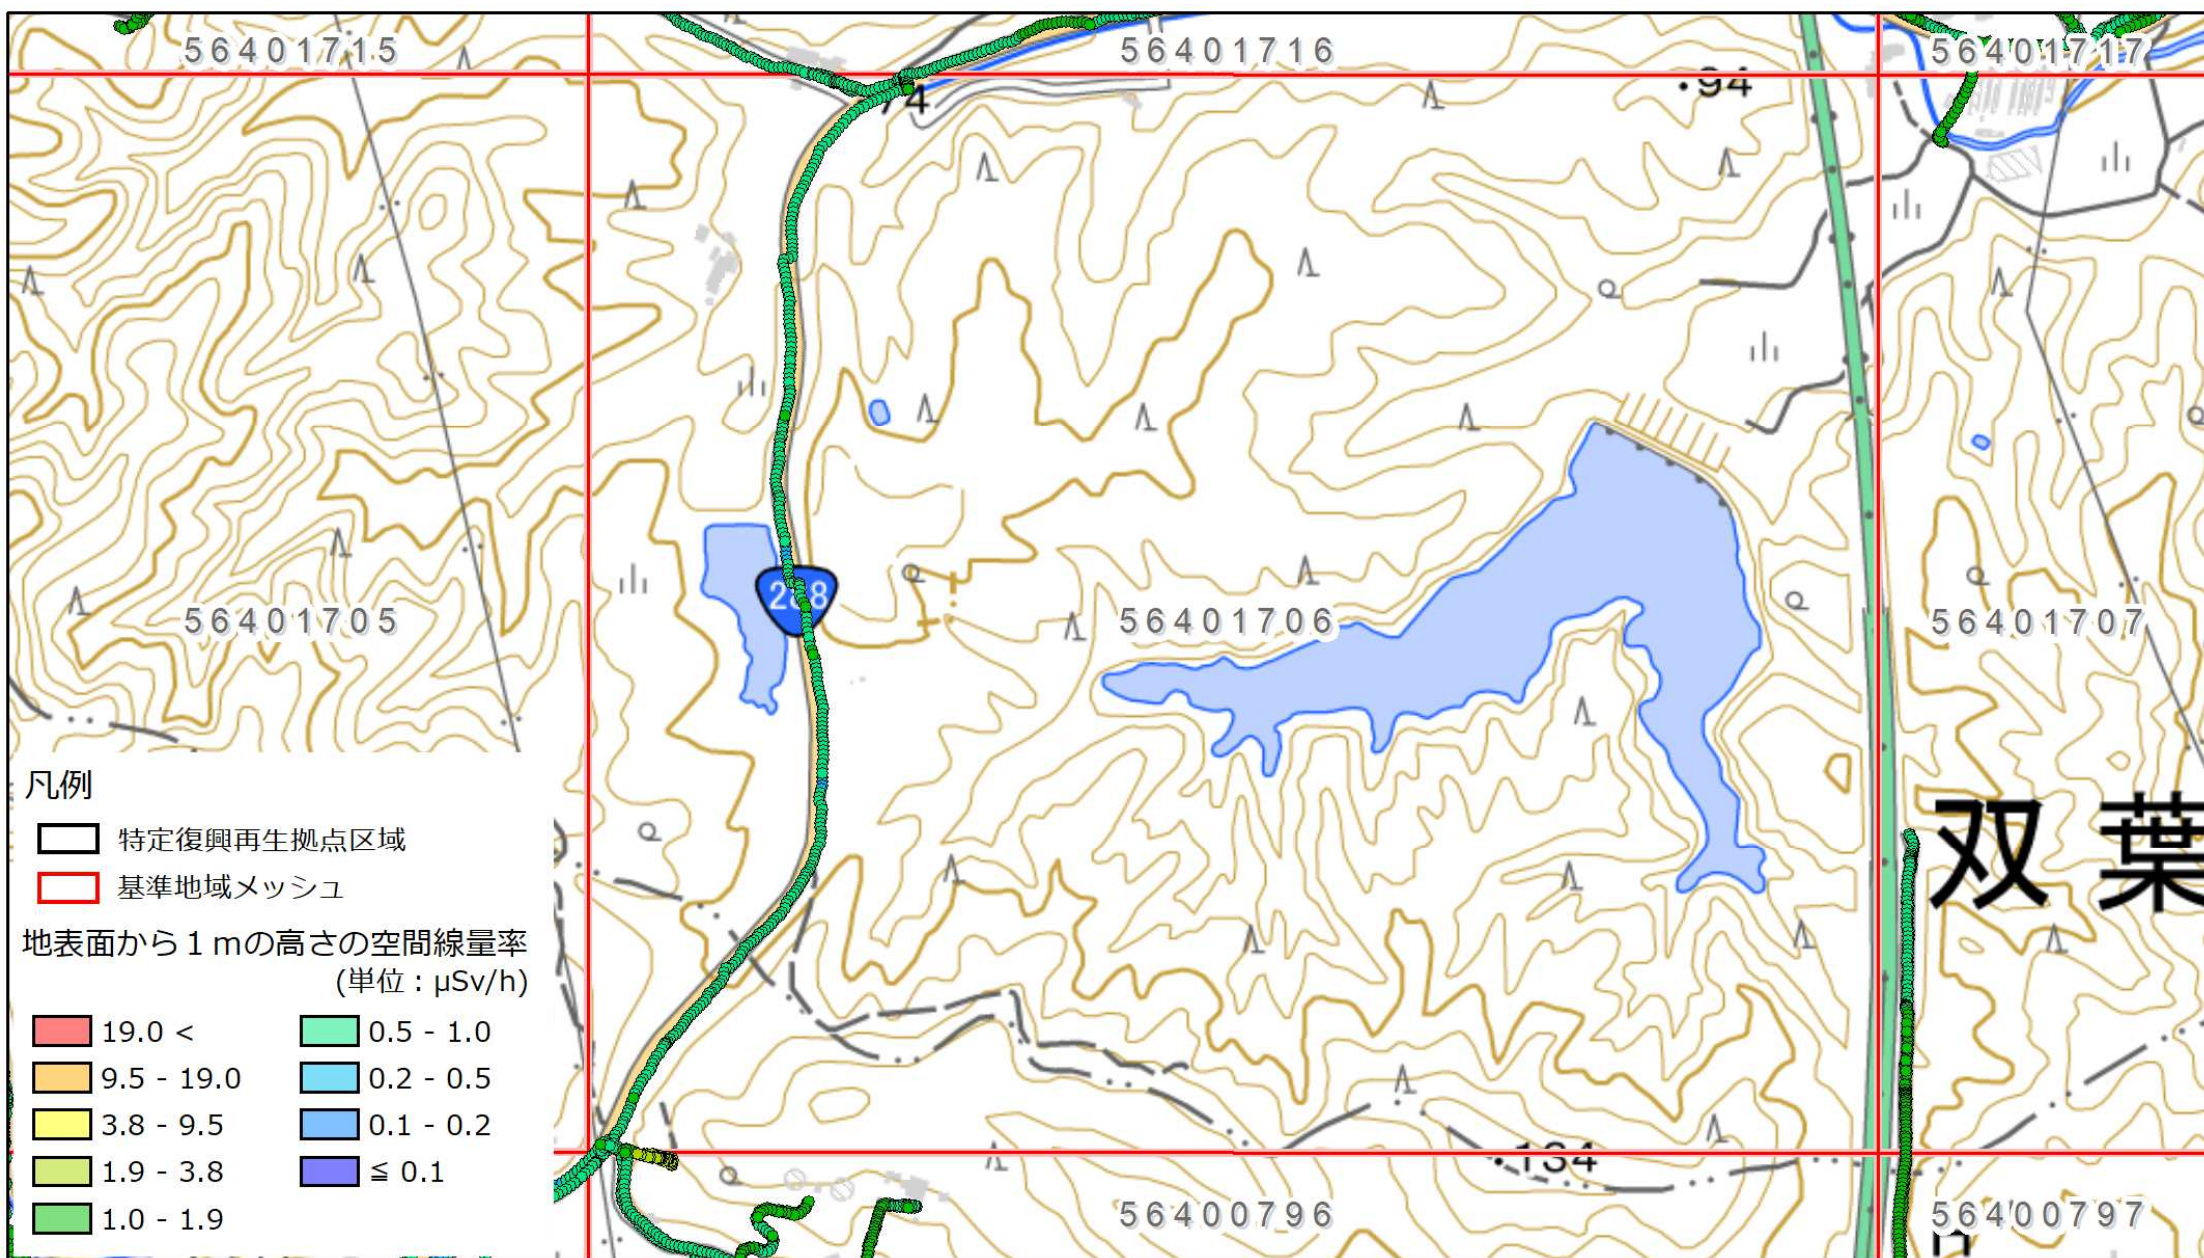 56401715
56401716
56401717
74
・94
288
56401705
56401706
56401707
双葉
凡例
特定復興再生拠点区域
基準地域メッシュ
地表面から1mの高さの空間線量率
(単位:μSv/h)
19.0 <
0.5 - 1.0
9.5 - 19.0
0.2 - 0.5
3.8 - 9.5
0.1 - 0.2
1.9 - 3.8
≦ 0.1
1.0 - 1.9
・134
56400796
56400797